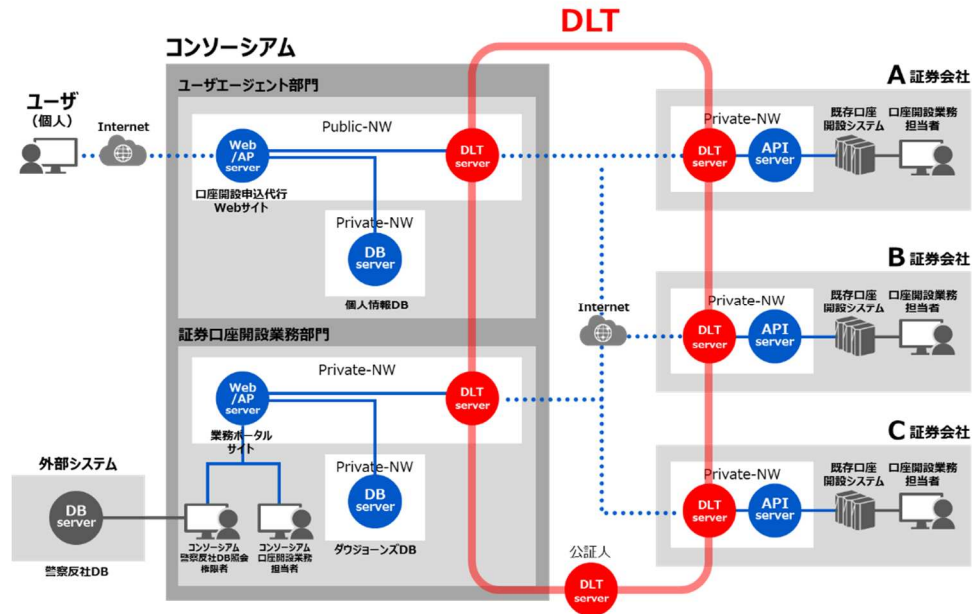 DLT
コンソーシアム
ユーザエージェント部門
ユーザ
(個人)
Internet
Public-NW
Web
/AP
server
DLT
server
口座開設申込代行
Webサイト
Private-NW
DB
server
個人情報DB
証券口座開設業務部門
Private-NW
Web
/AP
server
DLT
server
業務ポータル
サイト
Private-NW
DB
server
ダウジョーンズDB
コンソーシアム
警察反社DB照会
権限者
コンソーシアム
口座開設業務
担当者
外部システム
DB
server
警察反社DB
Internet
公証人
DLT
server
A 証券会社
Private-NW
DLT
server
API
server
既存口座
開設システム
口座開設業務
担当者
B 証券会社
Private-NW
DLT
server
API
server
既存口座
開設システム
口座開設業務
担当者
C 証券会社
Private-NW
DLT
server
API
server
既存口座
開設システム
口座開設業務
担当者